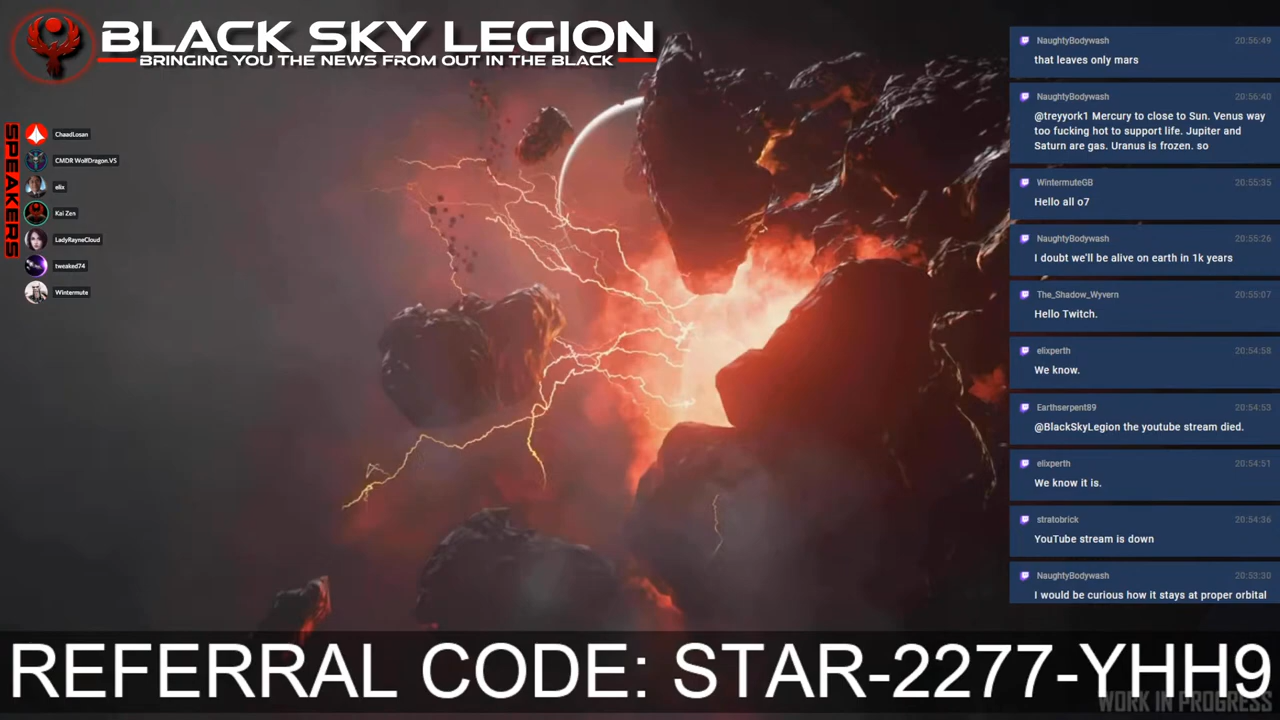 BLACK SKY LEGION
BRINGING YOU THE NEWS FROM OUT IN THE BLACK
SPEAKERS
ChaadLosan
CMDR WolfDragon.VS
elix
Kai Zen
LadyRayneCloud
tweaked74
Wintermute
NaughtyBodywash 20:56:49
that leaves only mars
NaughtyBodywash 20:56:40
@treyyork1 Mercury to close to Sun. Venus way
too fucking hot to support life. Jupiter and
Saturn are gas. Uranus is frozen. so
WintermuteGB 20:55:35
Hello all o7
NaughtyBodywash 20:55:26
I doubt we'll be alive on earth in 1k years
The_Shadow_Wyvern 20:55:07
Hello Twitch.
elixperth 20:54:58
We know.
Earthserpent89 20:54:53
@BlackSkyLegion the youtube stream died.
elixperth 20:54:51
We know it is.
stratobrick 20:54:36
YouTube stream is down
NaughtyBodywash 20:53:30
I would be curious how it stays at proper orbital
REFERRAL CODE: STAR-2277-YHH9
WORK IN PROGRESS